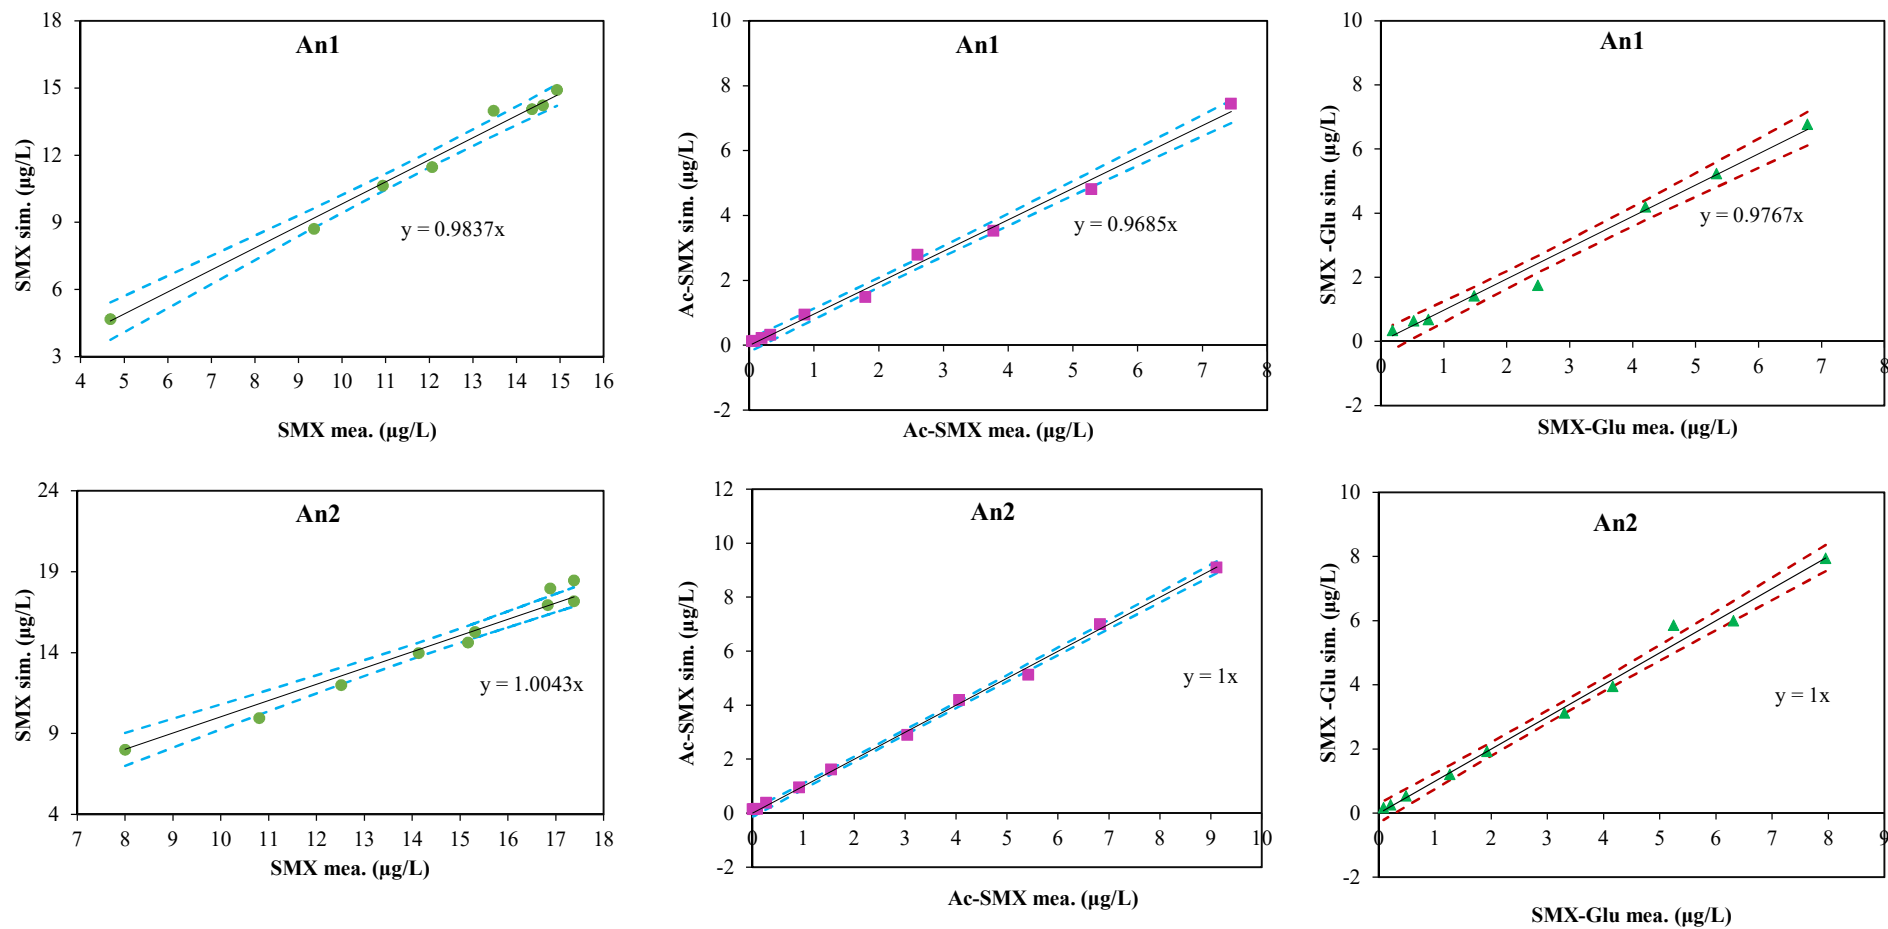 An1
18
15
12
9
6
3
SMX sim. (µg/L)
y = 0.9837x
4 5 6 7 8 9 10 11 12 13 14 15 16
SMX mea. (µg/L)
An1
10
8
6
4
2
0
-2
Ac-SMX sim. (µg/L)
y = 0.9685x
0 1 2 3 4 5 6 7 8
Ac-SMX mea. (µg/L)
An1
10
8
6
4
2
0
-2
SMX -Glu sim. (µg/L)
y = 0.9767x
0 1 2 3 4 5 6 7 8
SMX-Glu mea. (µg/L)
An2
24
19
14
9
4
SMX sim. (µg/L)
y = 1.0043x
7 8 9 10 11 12 13 14 15 16 17 18
SMX mea. (µg/L)
An2
12
10
8
6
4
2
0
-2
Ac-SMX sim. (µg/L)
y = 1x
0 1 2 3 4 5 6 7 8 9 10
Ac-SMX mea. (µg/L)
An2
10
8
6
4
2
0
-2
SMX -Glu sim. (µg/L)
y = 1x
0 1 2 3 4 5 6 7 8 9
SMX-Glu mea. (µg/L)